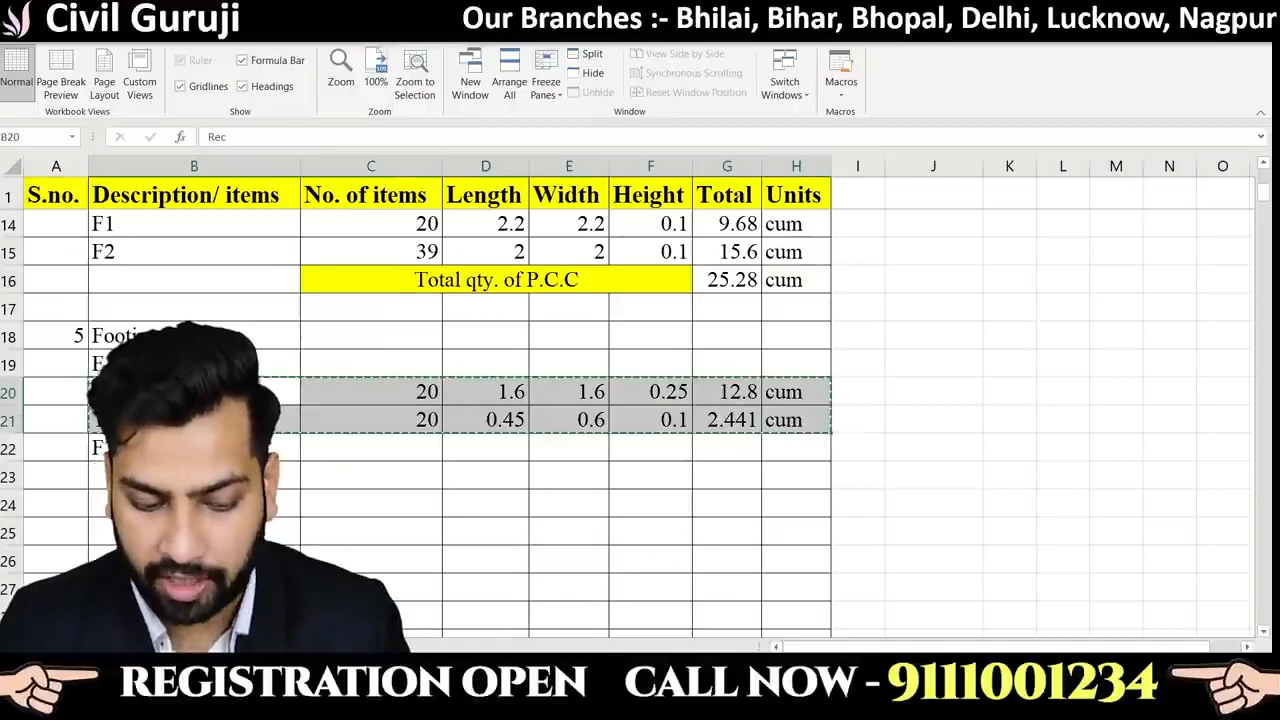 Civil Guruji
Our Branches :- Bhilai, Bihar, Bhopal, Delhi, Lucknow, Nagpur
Normal
Page Break Preview
Page Layout
Custom Views
Workbook Views
Ruler
Formula Bar
Gridlines
Headings
Show
Zoom
100%
Zoom to Selection
Zoom
New Window
Arrange All
Freeze Panes
Split
Hide
Unhide
View Side by Side
Synchronous Scrolling
Reset Window Position
Window
Switch Windows
Macros
Macros
B20 fx Rec
A B C D E F G H I J K L M N O
1 S.no. Description/ items No. of items Length Width Height Total Units
14 F1 20 2.2 2.2 0.1 9.68 cum
15 F2 39 2 2 0.1 15.6 cum
16 Total qty. of P.C.C 25.28 cum
17
18 5
19
20 20 1.6 1.6 0.25 12.8 cum
21 20 0.45 0.6 0.1 2.441 cum
22
23
24
25
26
27
REGISTRATION OPEN CALL NOW - 9111001234